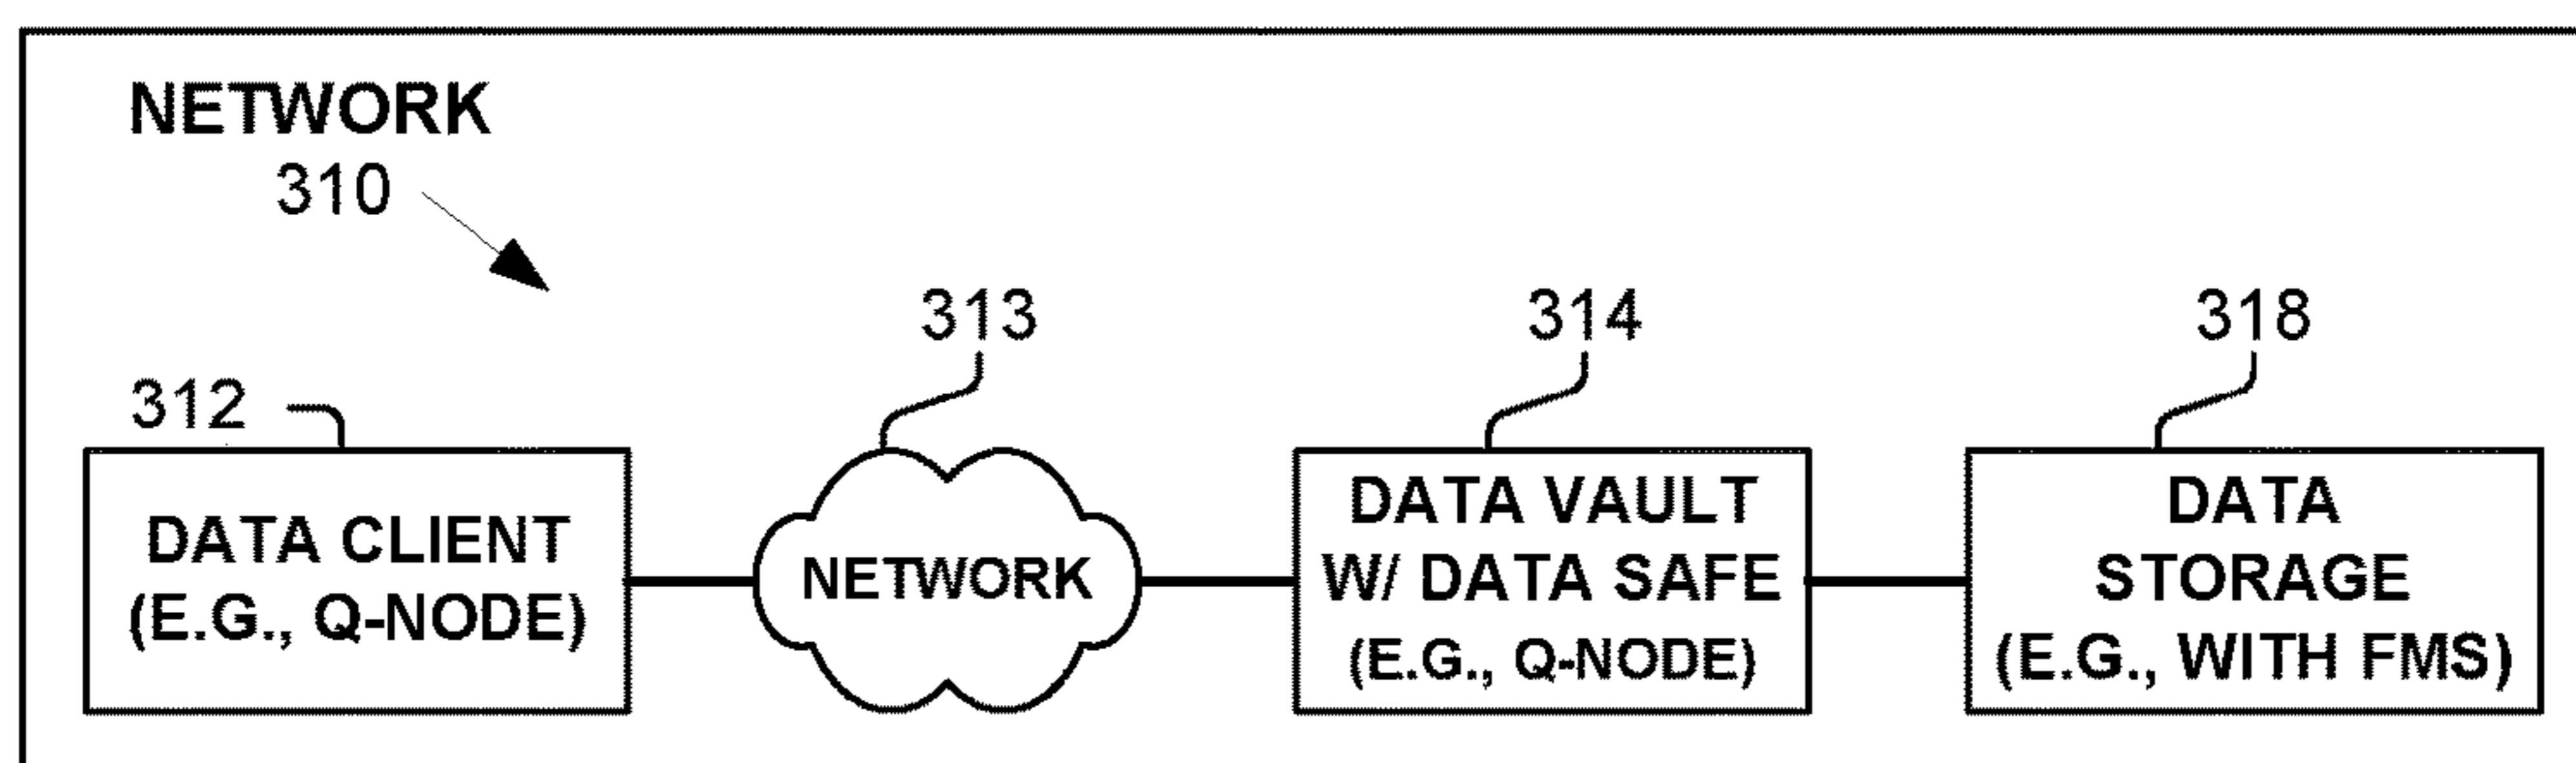 NETWORK
310
313
314
318
312
DATA CLIENT
(E.G., Q-NODE)
NETWORK
DATA VAULT
W/ DATA SAFE
(E.G., Q-NODE)
DATA
STORAGE
(E.G., WITH FMS)